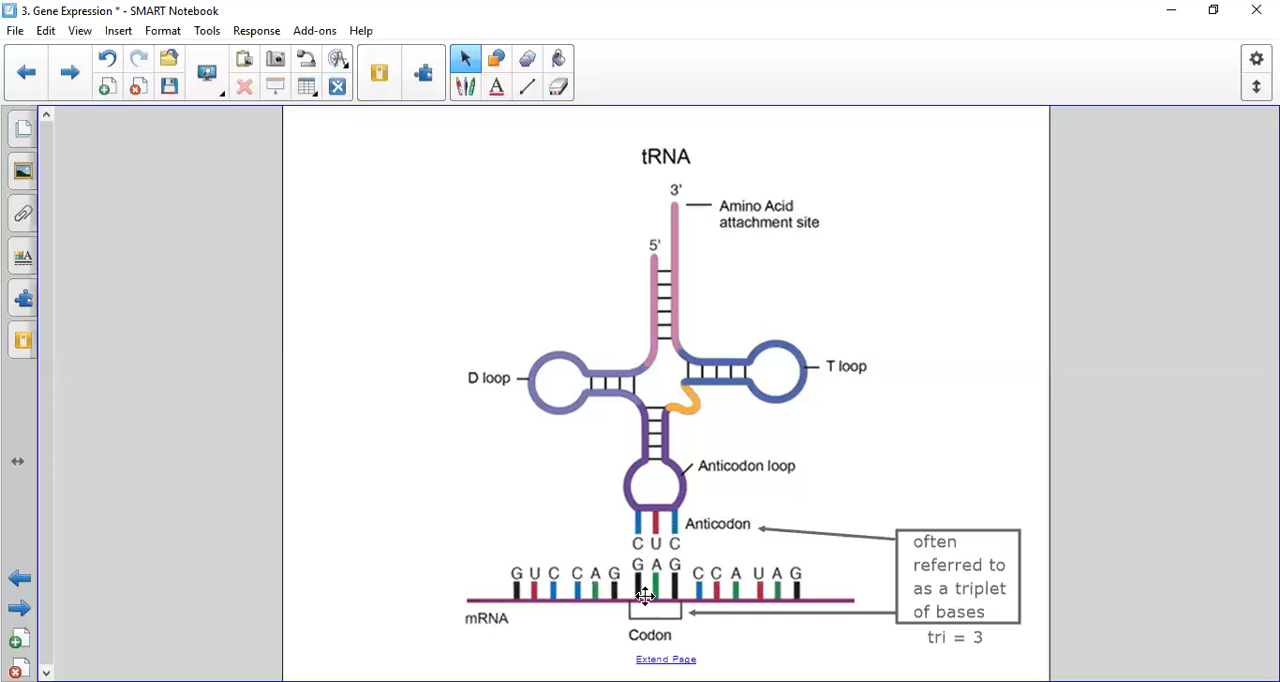 3. Gene Expression * - SMART Notebook
File Edit View Insert Format Tools Response Add-ons Help
tRNA
3'
Amino Acid
attachment site
5'
D loop
T loop
Anticodon loop
Anticodon
C U C
G U C C A G G A G C C A U A G
mRNA
Codon
often
referred to
as a triplet
of bases
tri = 3
Extend Page